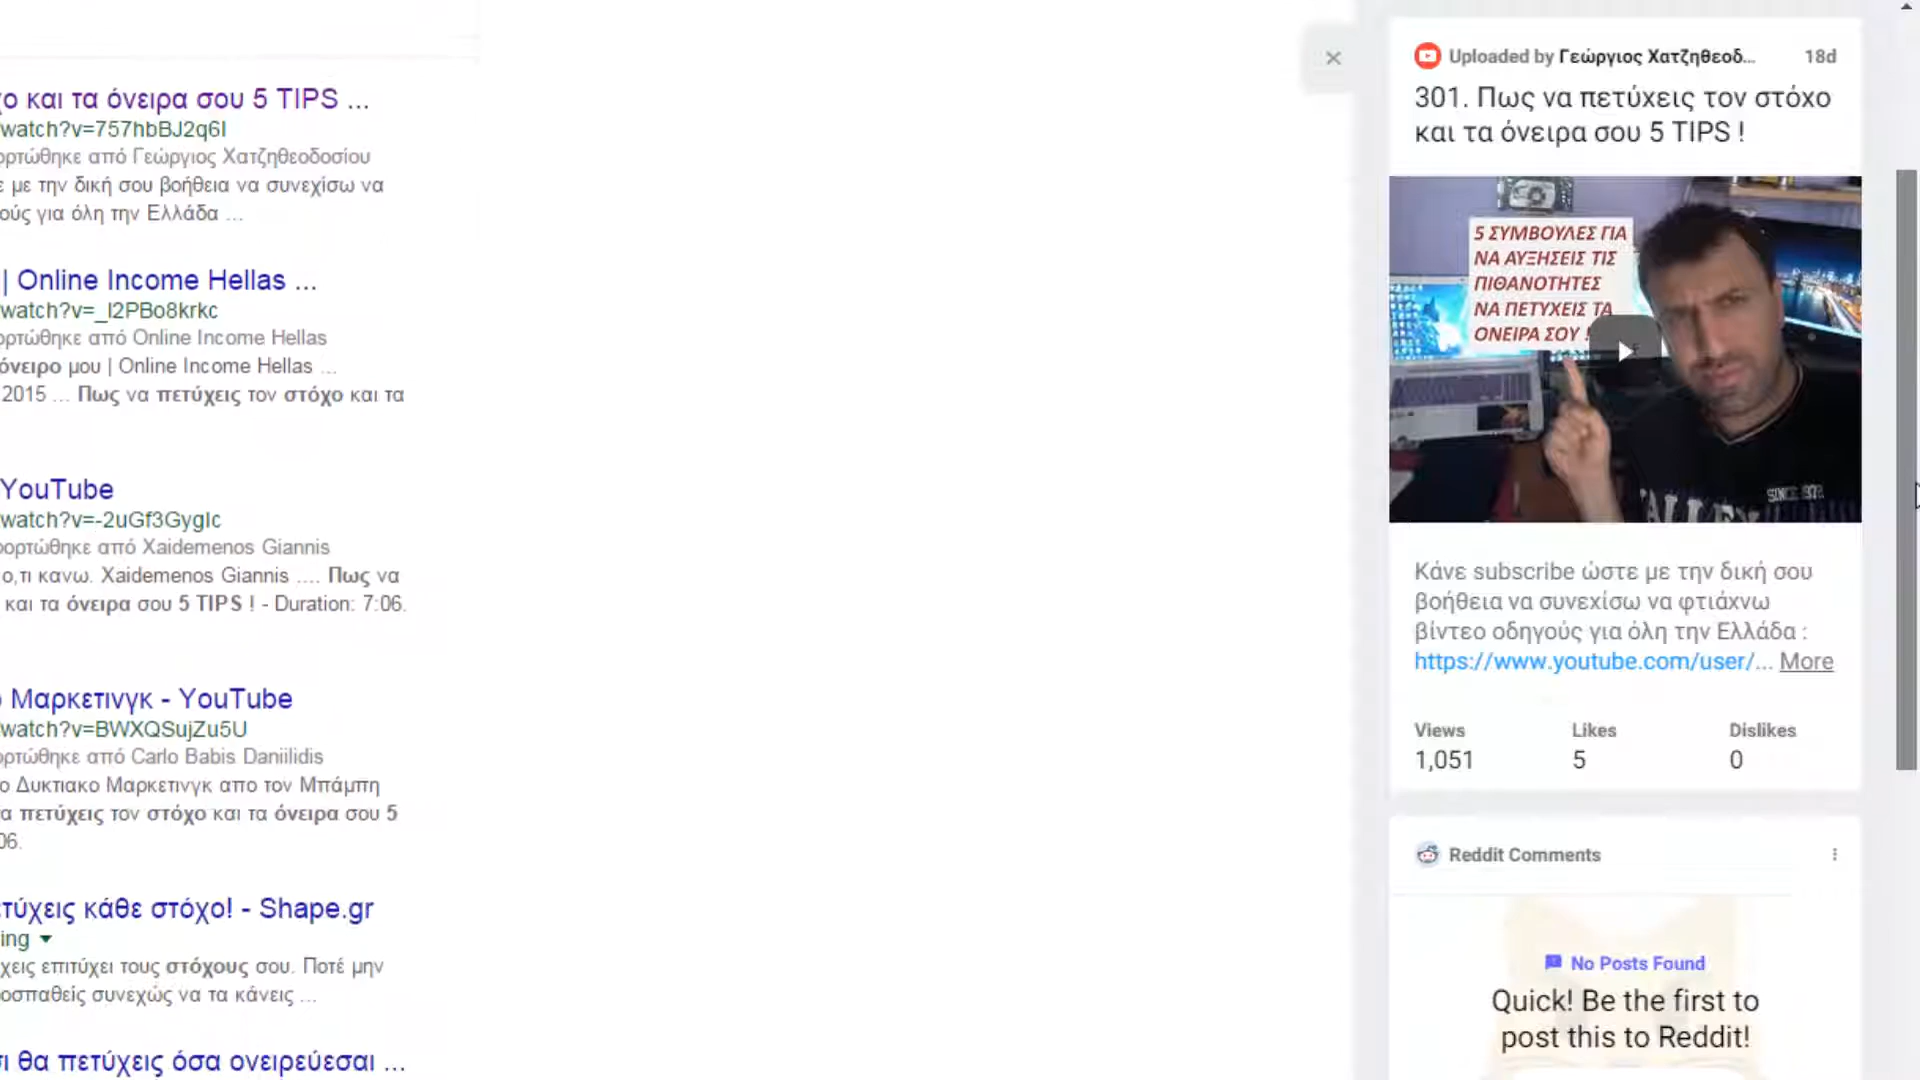 ο και τα όνειρα σου 5 TIPS ...
watch?v=757hbBJ2q6I
ορτώθηκε από Γεώργιος Χατζηθεοδοσίου
ε με την δική σου βοήθεια να συνεχίσω να
ούς για όλη την Ελλάδα ...
| Online Income Hellas ...
watch?v=_I2PBo8krkc
ορτώθηκε από Online Income Hellas
όνειρο μου | Online Income Hellas ...
2015 ... Πως να πετύχεις τον στόχο και τα
YouTube
watch?v=-2uGf3GygIc
ορτώθηκε από Xaidemenos Giannis
ο,τι κανω. Xaidemenos Giannis .... Πως να
και τα όνειρα σου 5 TIPS ! - Duration: 7:06.
ο Μαρκετινγκ - YouTube
watch?v=BWXQSujZu5U
ορτώθηκε από Carlo Babis Daniilidis
ο Δυκτιακο Μαρκετινγκ απο τον Μπάμπη
α πετύχεις τον στόχο και τα όνειρα σου 5
06.
ετύχεις κάθε στόχο! - Shape.gr
ing
χεις επιτύχει τους στόχους σου. Ποτέ μην
οσπαθείς συνεχώς να τα κάνεις ...
ι θα πετύχεις όσα ονειρεύεσαι ...
Uploaded by Γεώργιος Χατζηθεοδ... 18d
301. Πως να πετύχεις τον στόχο
και τα όνειρα σου 5 TIPS !
5 ΣΥΜΒΟΥΛΕΣ ΓΙΑ
ΝΑ ΑΥΞΗΣΕΙΣ ΤΙΣ
ΠΙΘΑΝΟΤΗΤΕΣ
ΝΑ ΠΕΤΥΧΕΙΣ ΤΑ
ΟΝΕΙΡΑ ΣΟΥ !
Κάνε subscribe ώστε με την δική σου
βοήθεια να συνεχίσω να φτιάχνω
βίντεο οδηγούς για όλη την Ελλάδα :
https://www.youtube.com/user/... More
Views Likes Dislikes
1,051 5 0
Reddit Comments
No Posts Found
Quick! Be the first to
post this to Reddit!